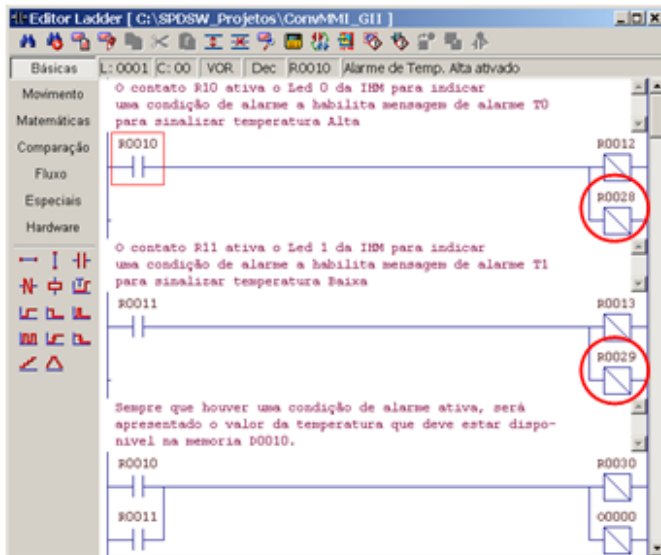 Editor Ladder [ C:\SPDSW_Projetos\ConvMMI_GII ]
Básicas
L: 0001 C: 00 VOR Dec R0010 Alarme de Temp. Alta ativado
Movimento
Matemáticas
Comparação
Fluxo
Especiais
Hardware
O contato R10 ativa o Led 0 da IHM para indicar
uma condição de alarme a habilita mensagem de alarme T0
para sinalizar temperatura Alta
R0010
R0012
R0028
O contato R11 ativa o Led 1 da IHM para indicar
uma condição de alarme a habilita mensagem de alarme T1
para sinalizar temperatura Baixa
R0011
R0013
R0029
Sempre que houver uma condição de alarme ativa, será
apresentado o valor da temperatura que deve estar dispo-
nivel na memoria D0010.
R0010
R0030
R0011
O0000